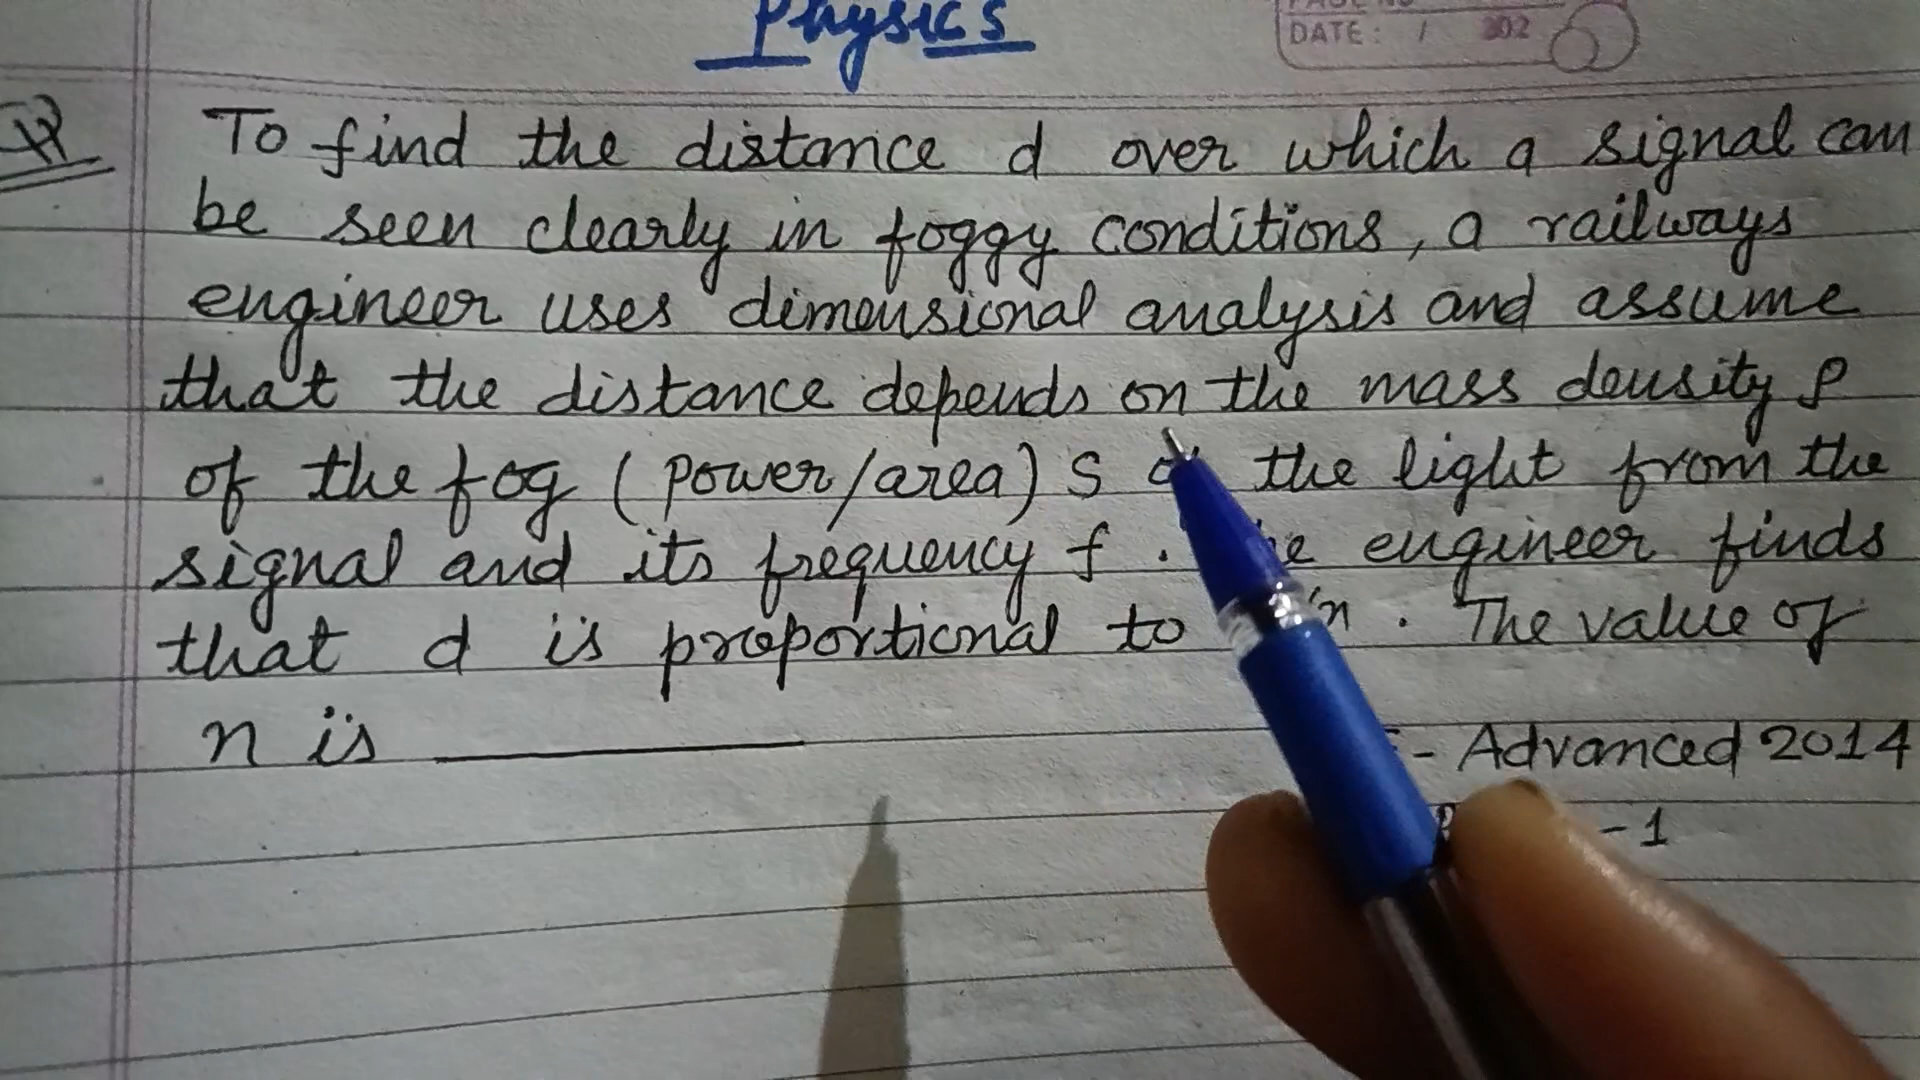 Physics
DATE: / 202
To find the distance d over which a signal can
be seen clearly in foggy conditions, a railways
engineer uses dimensional analysis and assume
that the distance depends on the mass density ρ
of the fog (power/area) S the light from the
signal and its frequency f. engineer finds
that d is proportional to . The value of
n is
- Advanced 2014
- 1